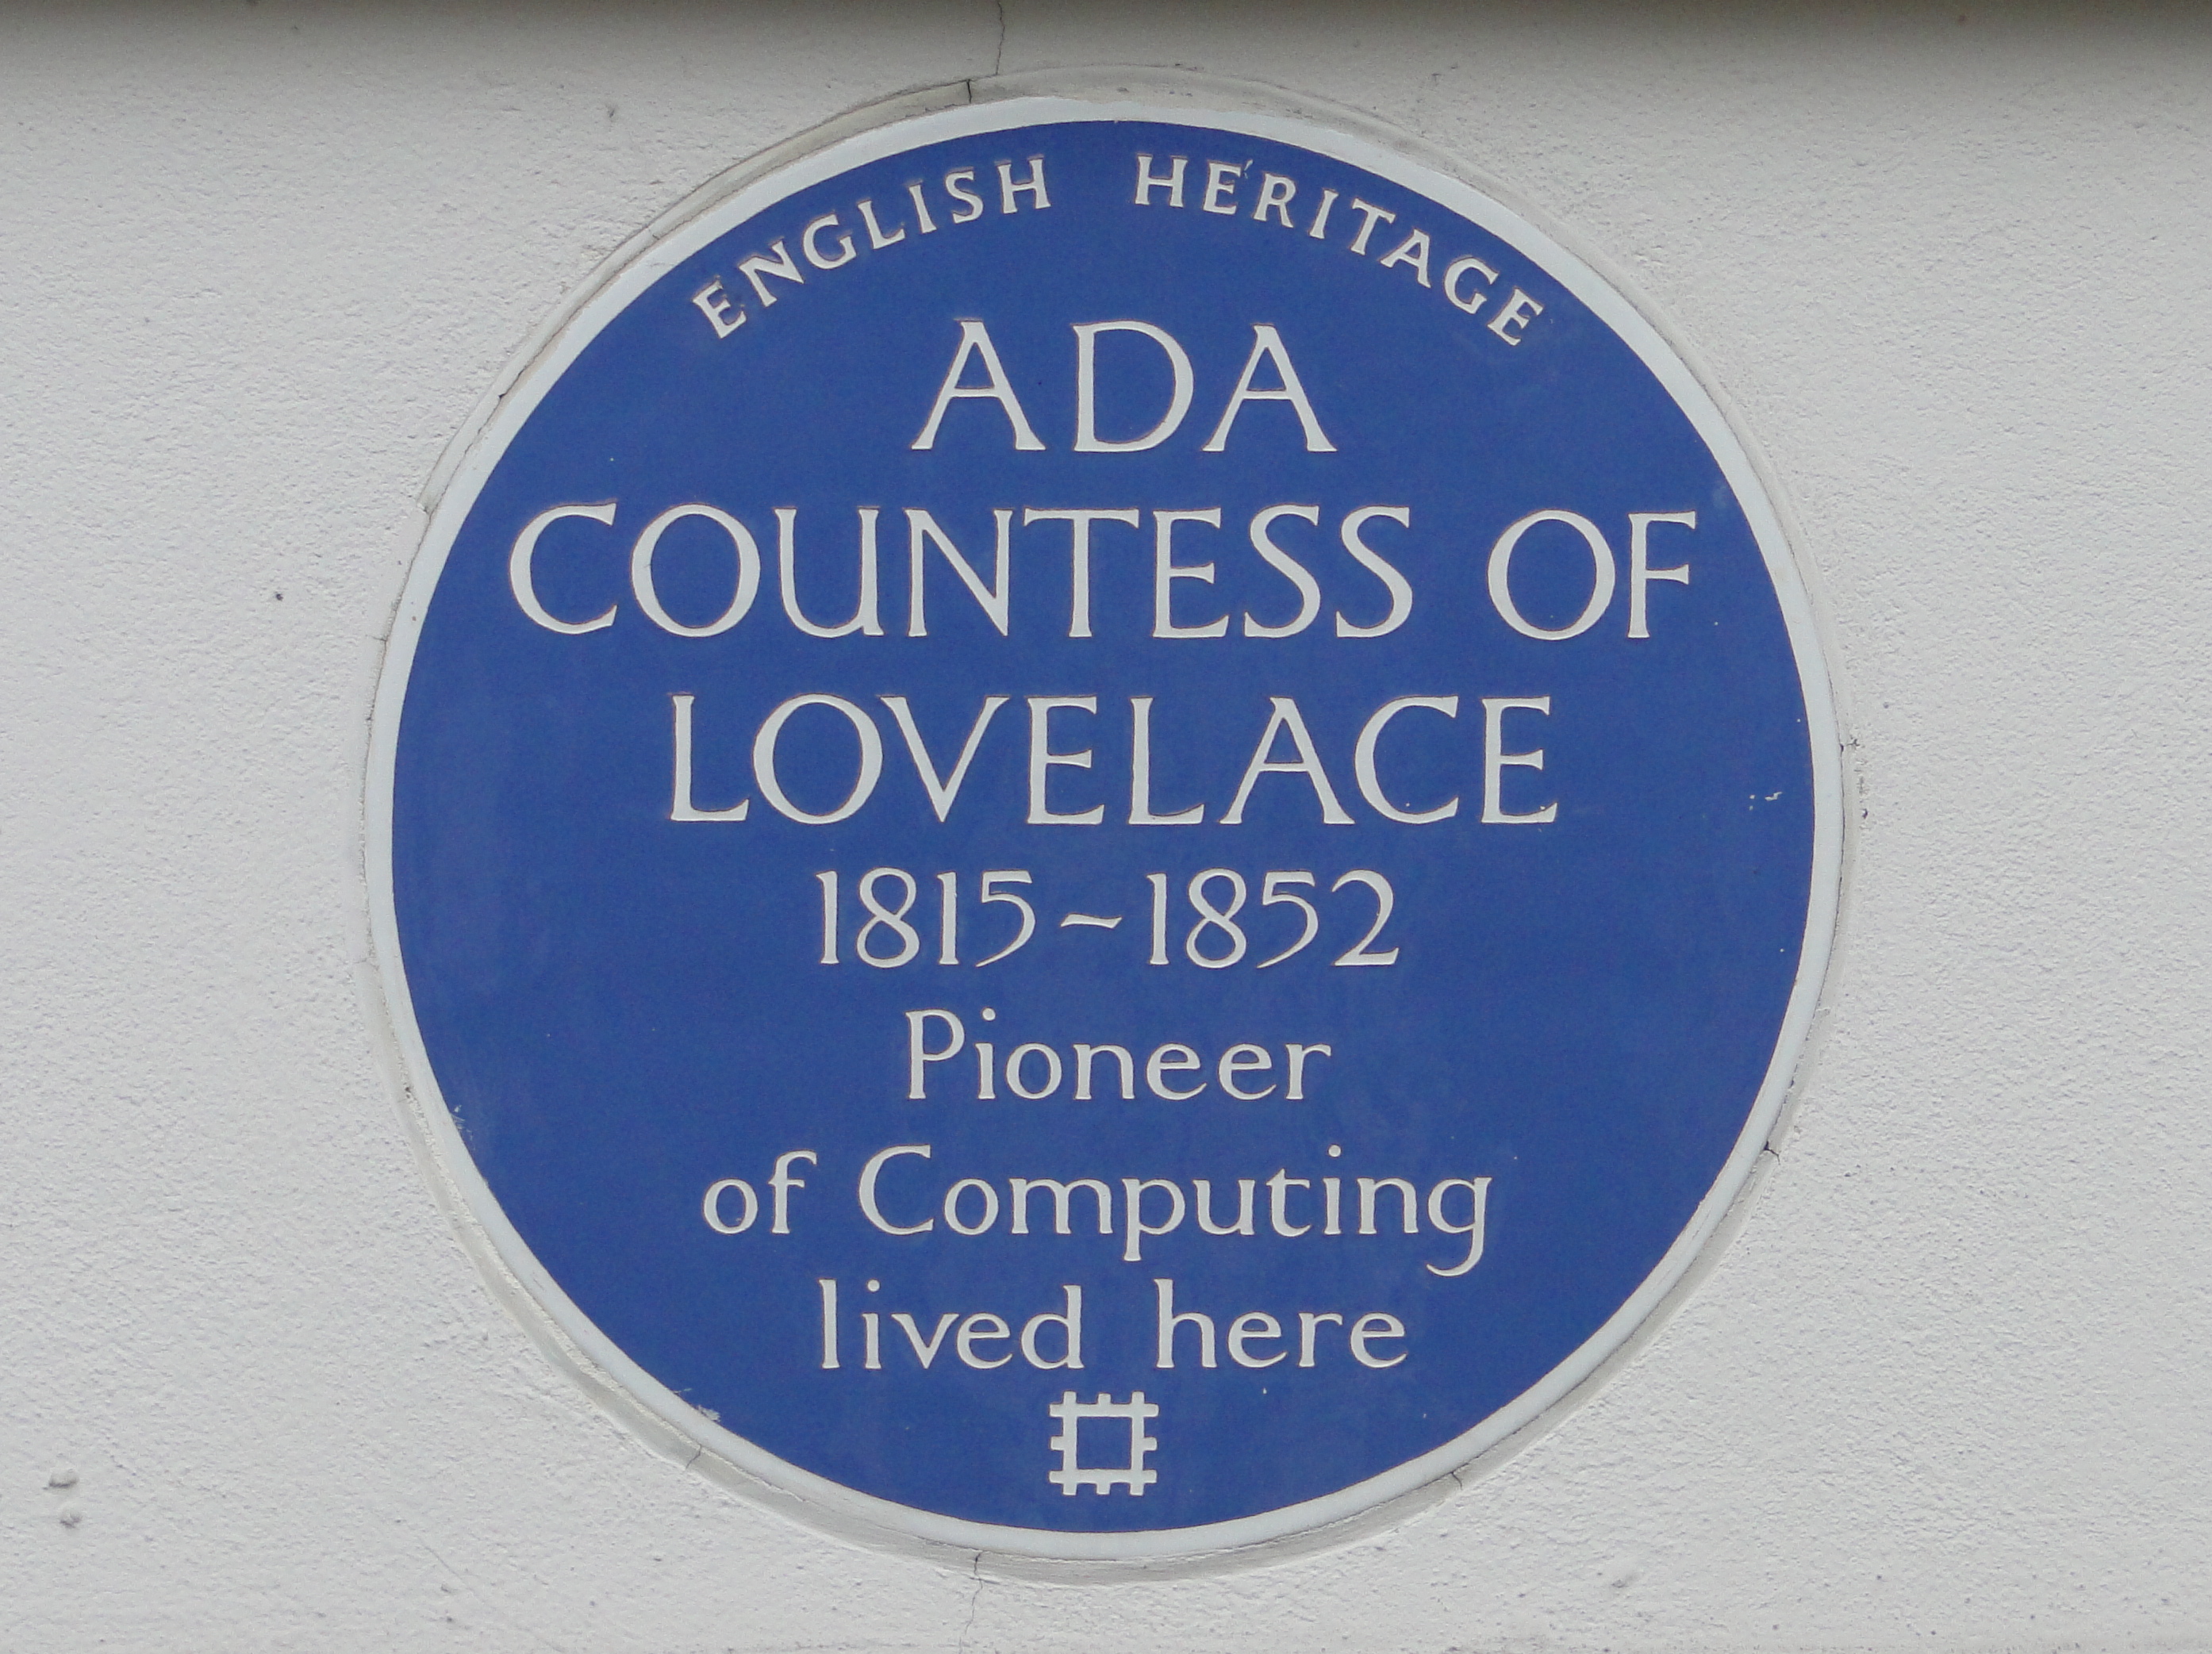 ENGLISH HERITAGE
ADA
COUNTESS OF
LOVELACE
1815~1852
Pioneer
of Computing
lived here